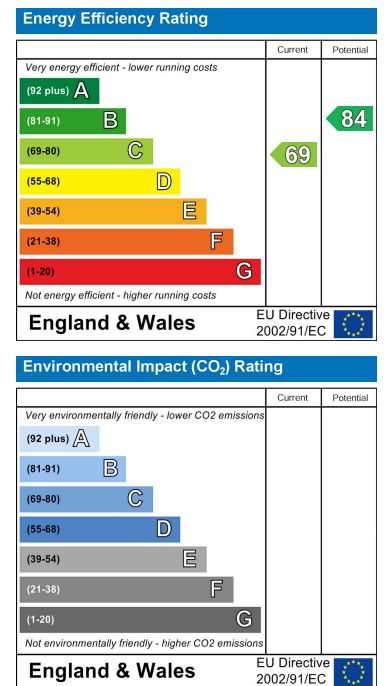 Energy Efficiency Rating
Current Potential
Very energy efficient - lower running costs
(92 plus) A
(81-91) B
84
(69-80) C
69
(55-68) D
(39-54) E
(21-38) F
(1-20) G
Not energy efficient - higher running costs
England & Wales
EU Directive
2002/91/EC
Environmental Impact (CO₂) Rating
Current Potential
Very environmentally friendly - lower CO2 emissions
(92 plus) A
(81-91) B
(69-80) C
(55-68) D
(39-54) E
(21-38) F
(1-20) G
Not environmentally friendly - higher CO2 emissions
England & Wales
EU Directive
2002/91/EC